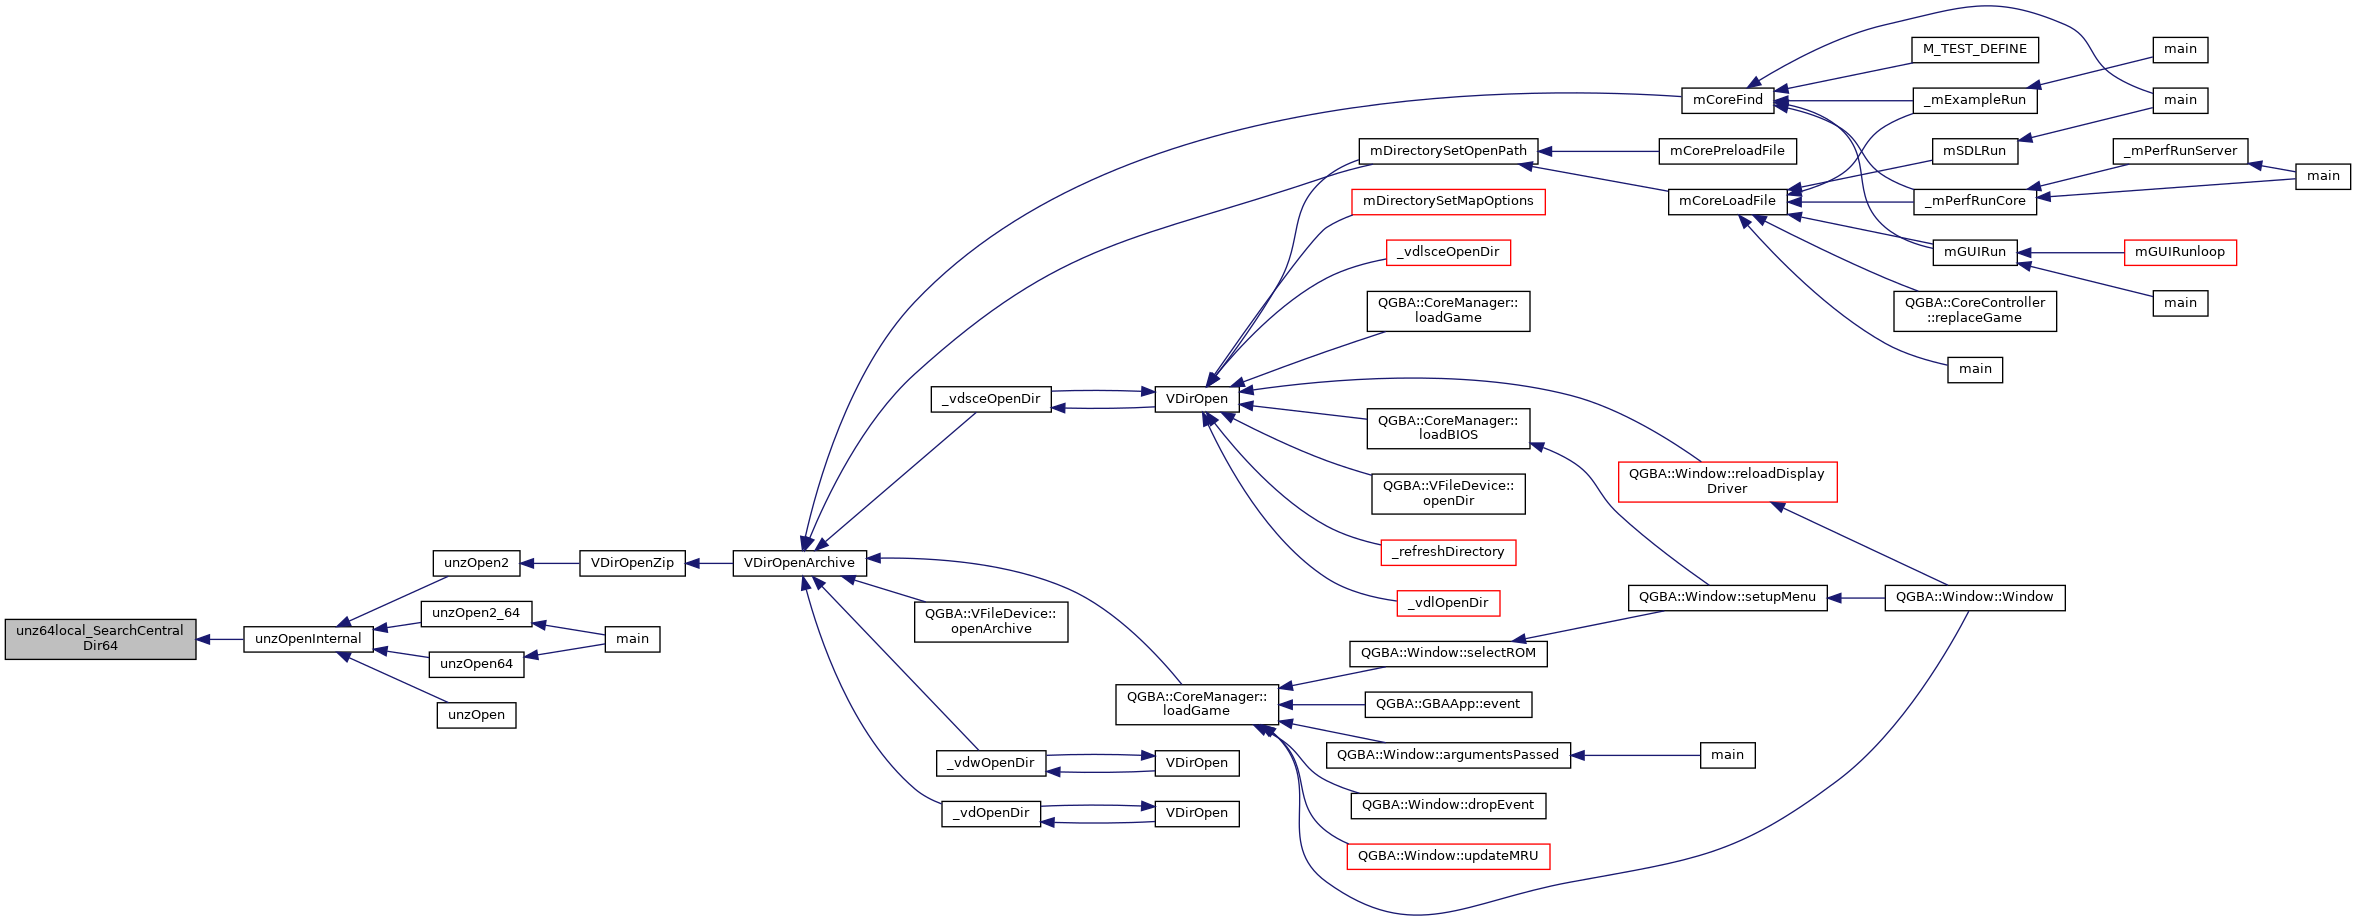 unz64local_SearchCentral
Dir64
unzOpenInternal
unzOpen2
unzOpen2_64
unzOpen64
unzOpen
main
VDirOpenZip
VDirOpenArchive
_vdsceOpenDir
QGBA::VFileDevice::
openArchive
_vdwOpenDir
_vdOpenDir
VDirOpen
QGBA::CoreManager::
loadGame
VDirOpen
VDirOpen
mDirectorySetOpenPath
mDirectorySetMapOptions
_vdlsceOpenDir
QGBA::CoreManager::
loadGame
QGBA::CoreManager::
loadBIOS
QGBA::VFileDevice::
openDir
_refreshDirectory
_vdlOpenDir
QGBA::Window::selectROM
QGBA::GBAApp::event
QGBA::Window::argumentsPassed
QGBA::Window::dropEvent
QGBA::Window::updateMRU
mCoreFind
mCorePreloadFile
mCoreLoadFile
QGBA::Window::reloadDisplay
Driver
QGBA::Window::setupMenu
main
M_TEST_DEFINE
_mExampleRun
mSDLRun
_mPerfRunCore
mGUIRun
QGBA::CoreController
::replaceGame
main
QGBA::Window::Window
main
main
_mPerfRunServer
main
mGUIRunloop
main